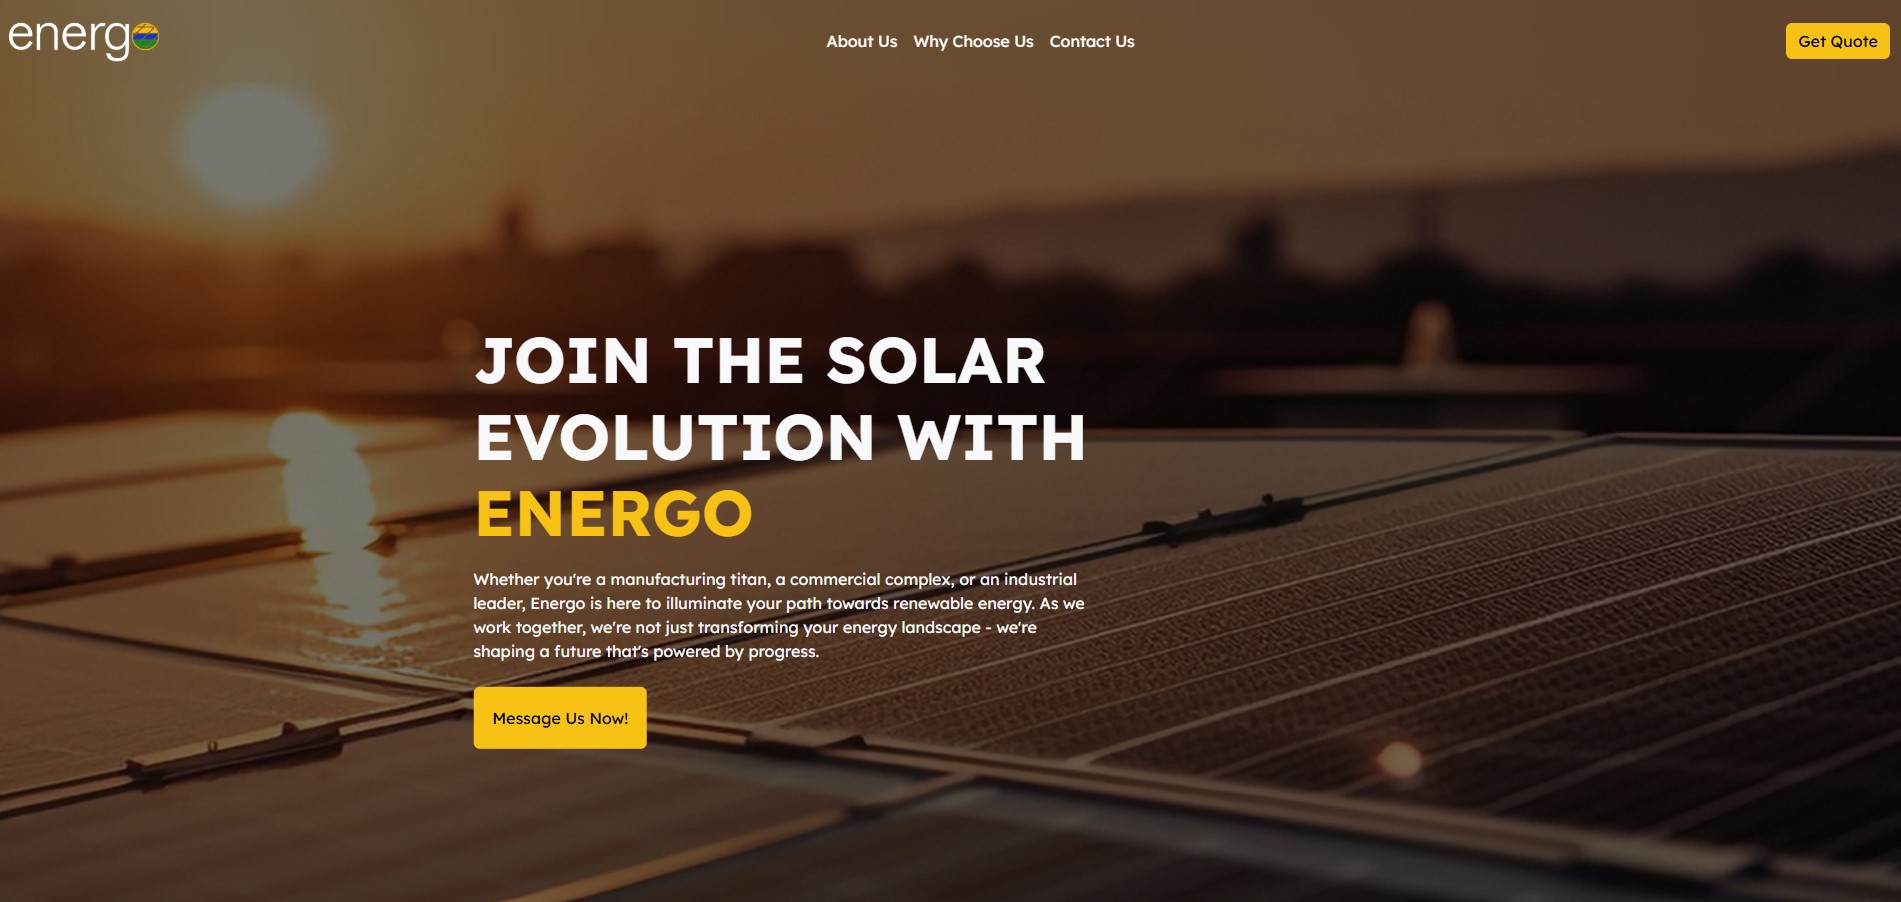 energo
About Us Why Choose Us Contact Us
Get Quote
JOIN THE SOLAR
EVOLUTION WITH
ENERGO
Whether you're a manufacturing titan, a commercial complex, or an industrial
leader, Energo is here to illuminate your path towards renewable energy. As we
work together, we're not just transforming your energy landscape - we're
shaping a future that's powered by progress.
Message Us Now!